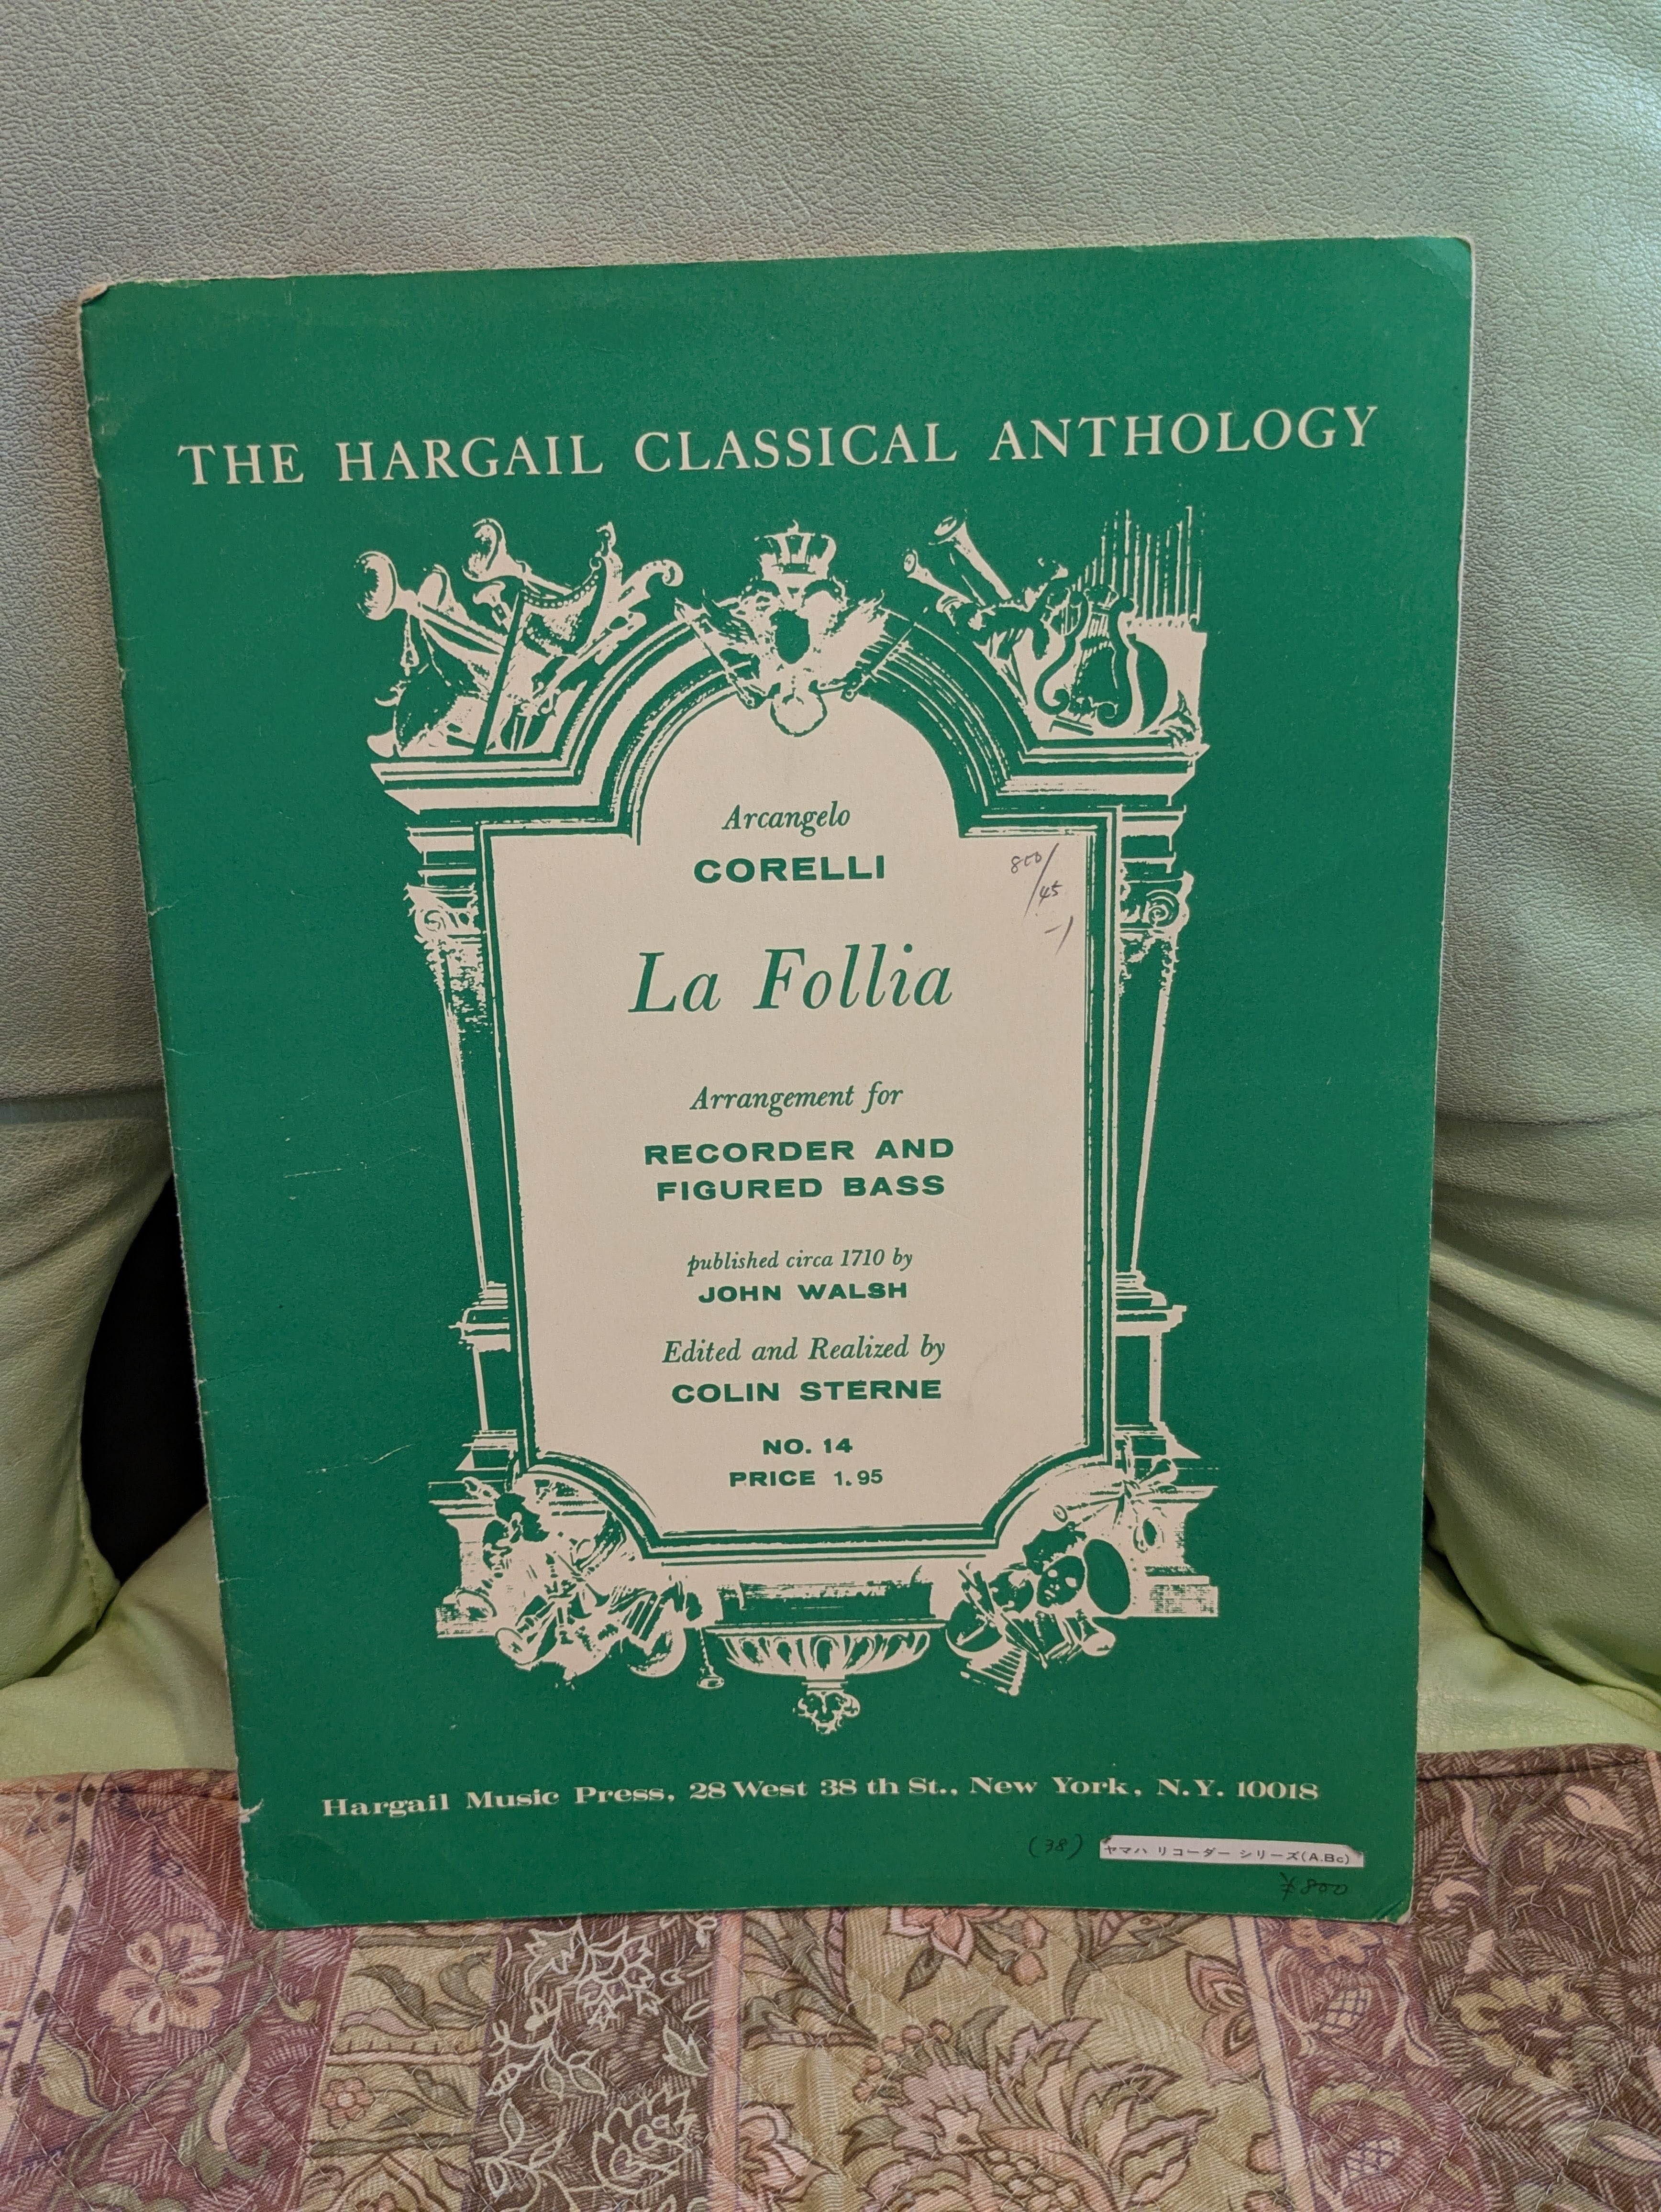 THE HARGAIL CLASSICAL ANTHOLOGY
Arcangelo
CORELLI
800/
45
La Follia
Arrangement for
RECORDER AND
FIGURED BASS
published circa 1710 by
JOHN WALSH
Edited and Realized by
COLIN STERNE
NO. 14
PRICE 1.95
Hargail Music Press, 28 West 38 th St., New York, N.Y. 10018
(38) ヤマハ リコーダー シリーズ(A.Bc)
¥800